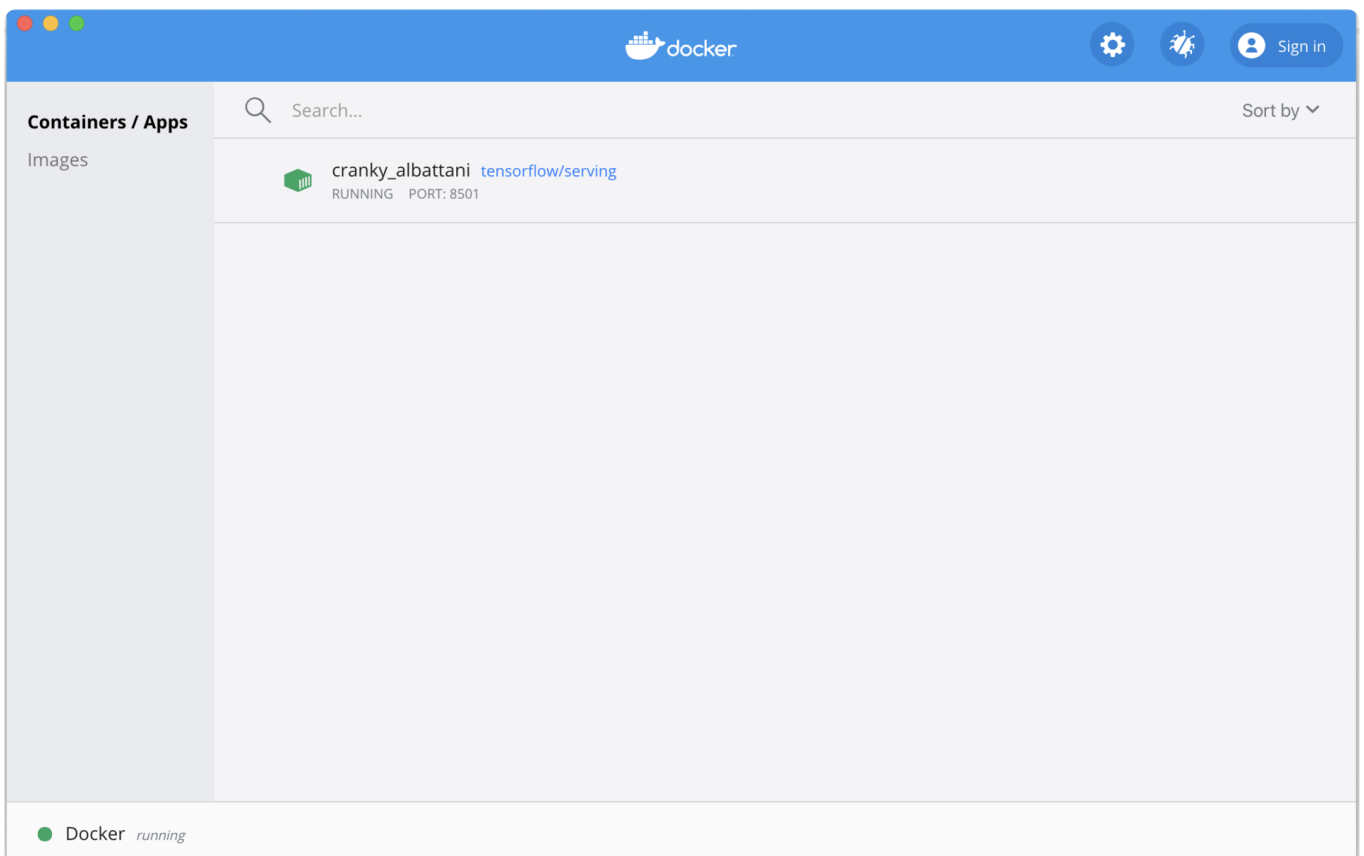 docker
Sign in
Containers / Apps
Images
Search...
Sort by
cranky_albattani tensorflow/serving
RUNNING PORT: 8501
Docker running